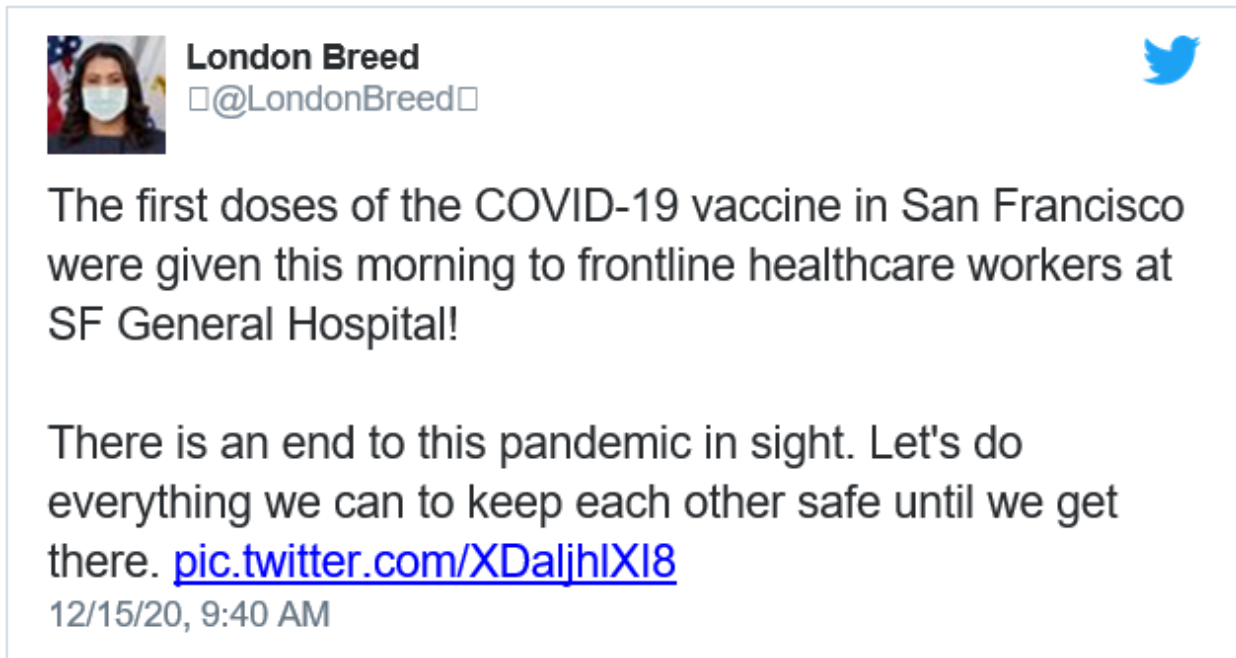 London Breed
@LondonBreed
The first doses of the COVID-19 vaccine in San Francisco
were given this morning to frontline healthcare workers at
SF General Hospital!
There is an end to this pandemic in sight. Let's do
everything we can to keep each other safe until we get
there. pic.twitter.com/XDaljhlXI8
12/15/20, 9:40 AM